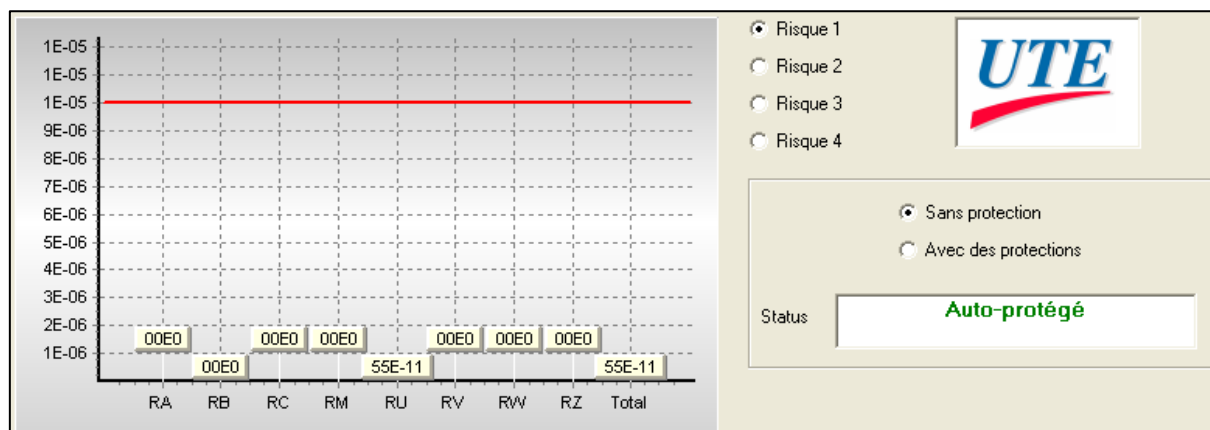 1E-05
1E-05
1E-05
9E-06
8E-06
7E-06
6E-06
5E-06
4E-06
3E-06
2E-06
1E-06
00E0
00E0
00E0
00E0
55E-11
00E0
00E0
00E0
55E-11
RA RB RC RM RU RV RW RZ Total
Risque 1
Risque 2
Risque 3
Risque 4
UTE
Sans protection
Avec des protections
Status
Auto-protégé